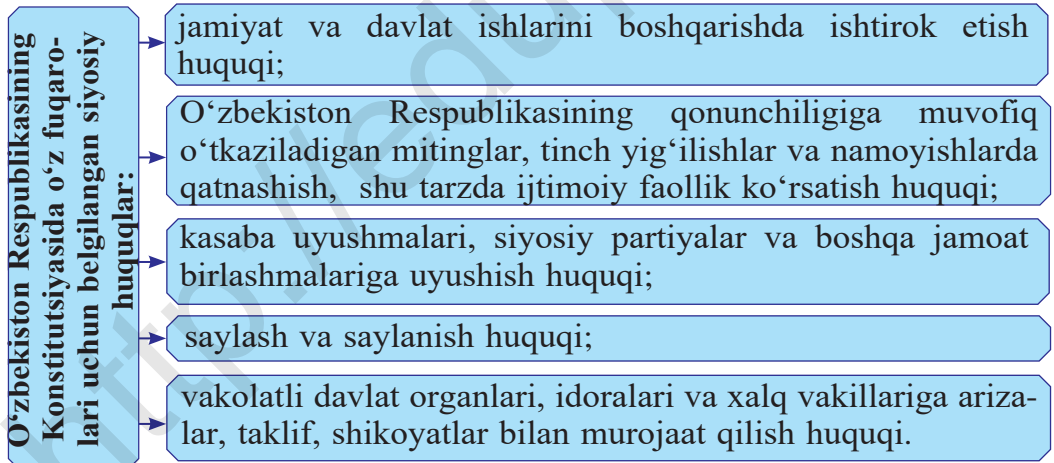 O‘zbekiston Respublikasining
Konstitutsiyasida o‘z fuqaro-
lari uchun belgilangan siyosiy
huquqlar:
jamiyat va davlat ishlarini boshqarishda ishtirok etish
huquqi;
O‘zbekiston Respublikasining qonunchiligiga muvofiq
o‘tkaziladigan mitinglar, tinch yig‘ilishlar va namoyishlarda
qatnashish, shu tarzda ijtimoiy faollik ko‘rsatish huquqi;
kasaba uyushmalari, siyosiy partiyalar va boshqa jamoat
birlashmalariga uyushish huquqi;
saylash va saylanish huquqi;
vakolatli davlat organlari, idoralari va xalq vakillariga ariza-
lar, taklif, shikoyatlar bilan murojaat qilish huquqi.
http://edu